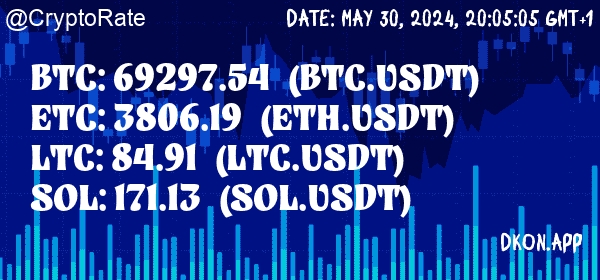 @CryptoRate
DATE: MAY 30, 2024, 20:05:05 GMT+1
BTC: 69297.54 (BTC.USDT)
ETC: 3806.19 (ETH.USDT)
LTC: 84.91 (LTC.USDT)
SOL: 171.13 (SOL.USDT)
DKON.APP